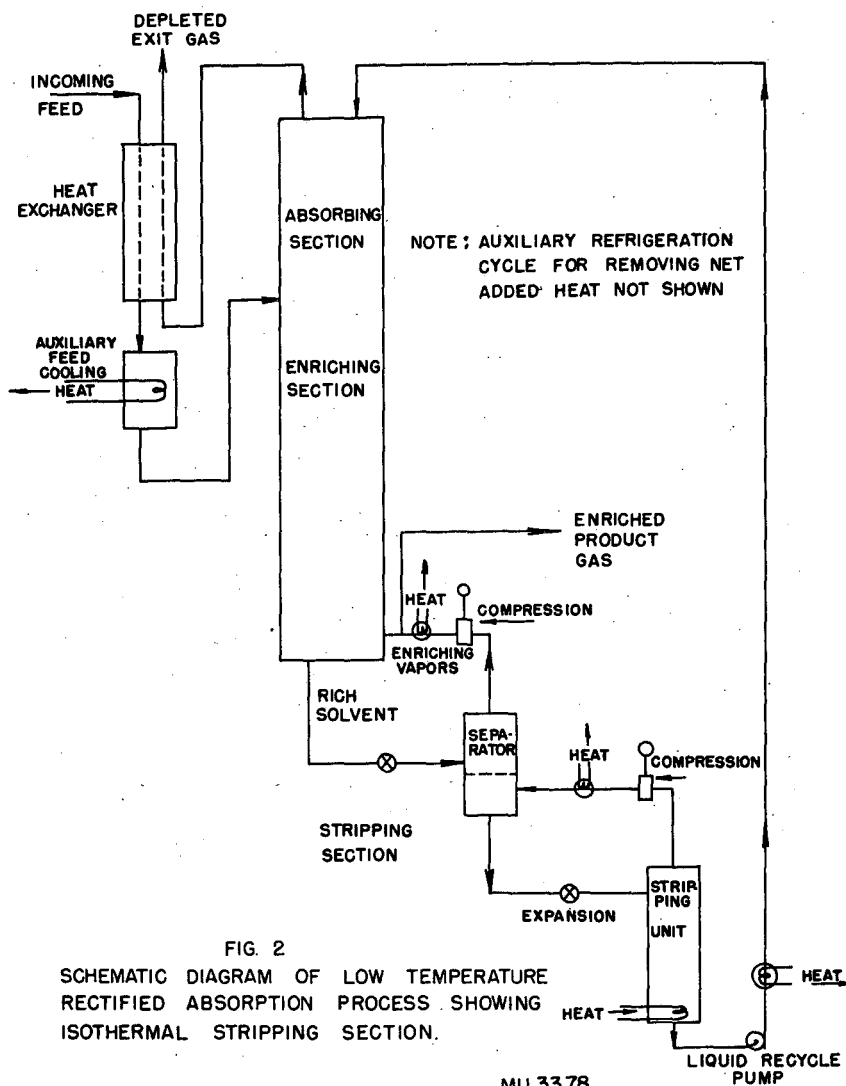 DEPLETED
EXIT GAS
INCOMING
FEED
HEAT
EXCHANGER
ABSORBING
SECTION
NOTE: AUXILIARY REFRIGERATION
CYCLE FOR REMOVING NET
ADDED HEAT NOT SHOWN
AUXILIARY
FEED
COOLING
HEAT
ENRICHING
SECTION
ENRICHED
PRODUCT
GAS
HEAT
COMPRESSION
ENRICHING
VAPORS
RICH
SOLVENT
SEPA-
RATOR
HEAT
COMPRESSION
STRIPPING
SECTION
EXPANSION
STRIP-
PING
UNIT
HEAT
HEAT
LIQUID RECYCLE
PUMP
FIG. 2
SCHEMATIC DIAGRAM OF LOW TEMPERATURE
RECTIFIED ABSORPTION PROCESS SHOWING
ISOTHERMAL STRIPPING SECTION.
MU 3378